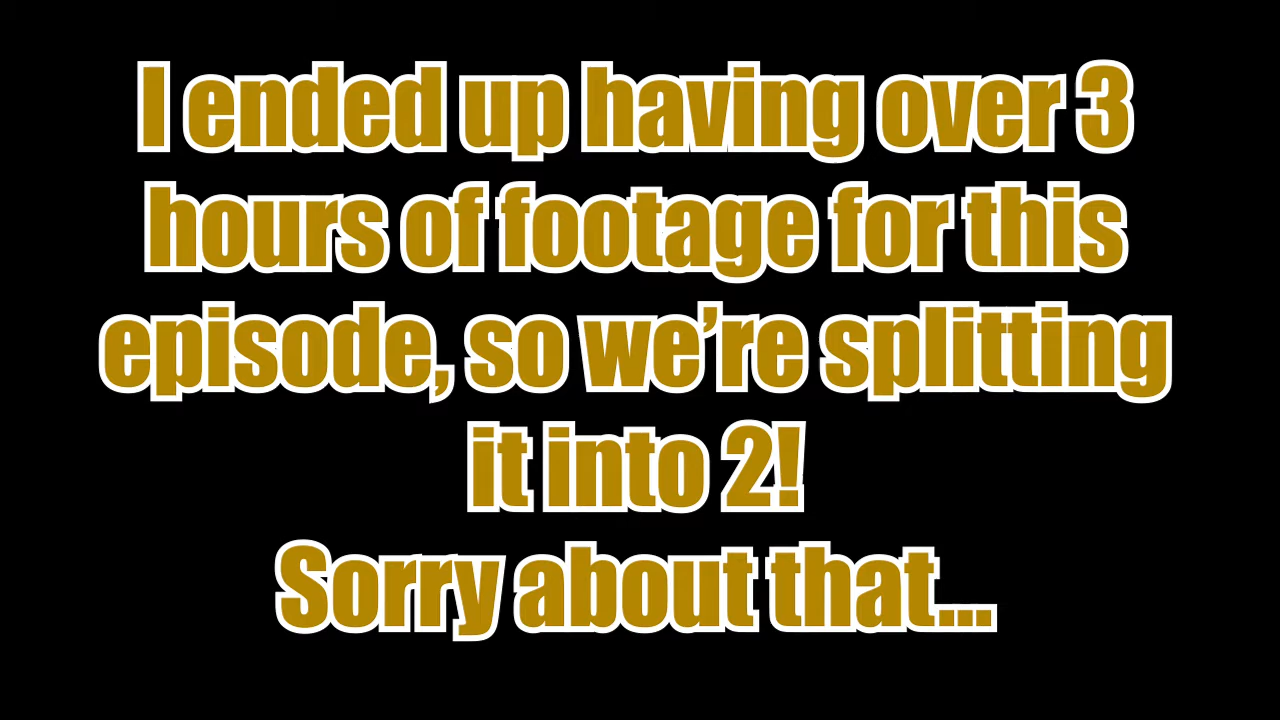 I ended up having over 3
hours of footage for this
episode, so we’re splitting
it into 2!
Sorry about that...